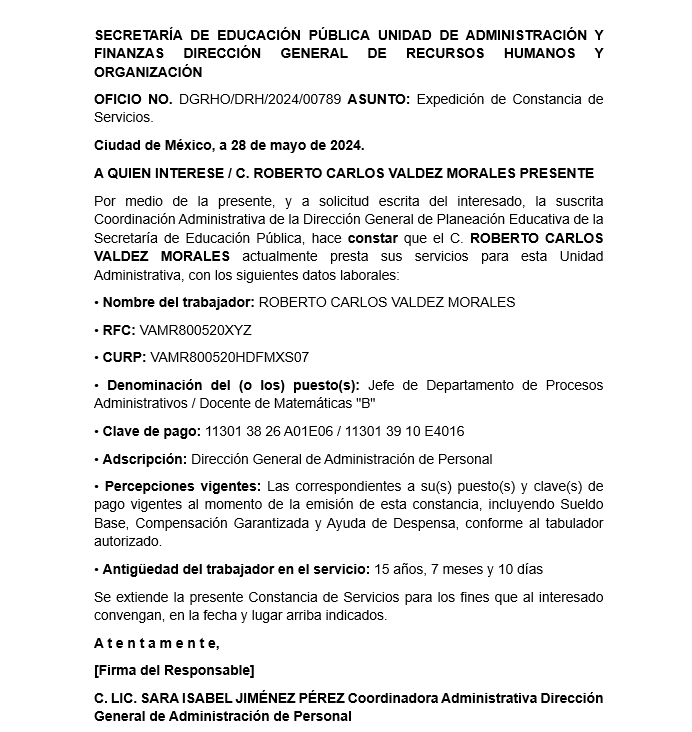 SECRETARÍA DE EDUCACIÓN PÚBLICA UNIDAD DE ADMINISTRACIÓN Y
FINANZAS DIRECCIÓN GENERAL DE RECURSOS HUMANOS Y
ORGANIZACIÓN
OFICIO NO. DGRHO/DRH/2024/00789 ASUNTO: Expedición de Constancia de
Servicios.
Ciudad de México, a 28 de mayo de 2024.
A QUIEN INTERESE / C. ROBERTO CARLOS VALDEZ MORALES PRESENTE
Por medio de la presente, y a solicitud escrita del interesado, la suscrita
Coordinación Administrativa de la Dirección General de Planeación Educativa de la
Secretaría de Educación Pública, hace constar que el C. ROBERTO CARLOS
VALDEZ MORALES actualmente presta sus servicios para esta Unidad
Administrativa, con los siguientes datos laborales:
• Nombre del trabajador: ROBERTO CARLOS VALDEZ MORALES
• RFC: VAMR800520XYZ
• CURP: VAMR800520HDFMXS07
• Denominación del (o los) puesto(s): Jefe de Departamento de Procesos
Administrativos / Docente de Matemáticas "B"
• Clave de pago: 11301 38 26 A01E06 / 11301 39 10 E4016
• Adscripción: Dirección General de Administración de Personal
• Percepciones vigentes: Las correspondientes a su(s) puesto(s) y clave(s) de
pago vigentes al momento de la emisión de esta constancia, incluyendo Sueldo
Base, Compensación Garantizada y Ayuda de Despensa, conforme al tabulador
autorizado.
• Antigüedad del trabajador en el servicio: 15 años, 7 meses y 10 días
Se extiende la presente Constancia de Servicios para los fines que al interesado
convengan, en la fecha y lugar arriba indicados.
A t e n t a m e n t e,
[Firma del Responsable]
C. LIC. SARA ISABEL JIMÉNEZ PÉREZ Coordinadora Administrativa Dirección
General de Administración de Personal